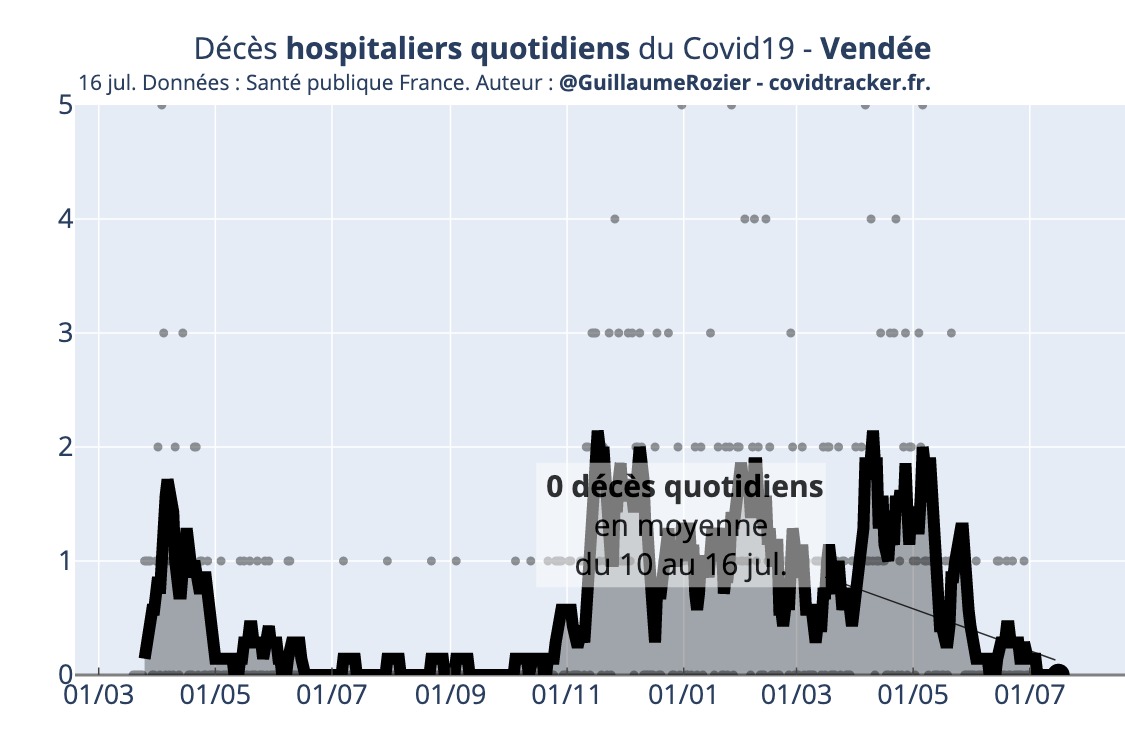 Décès hospitaliers quotidiens du Covid19 - Vendée
16 jul. Données : Santé publique France. Auteur : @GuillaumeRozier - covidtracker.fr.
5
4
3
2
1
0
0 décès quotidiens
en moyenne
du 10 au 16 jul.
01/03 01/05 01/07 01/09 01/11 01/01 01/03 01/05 01/07